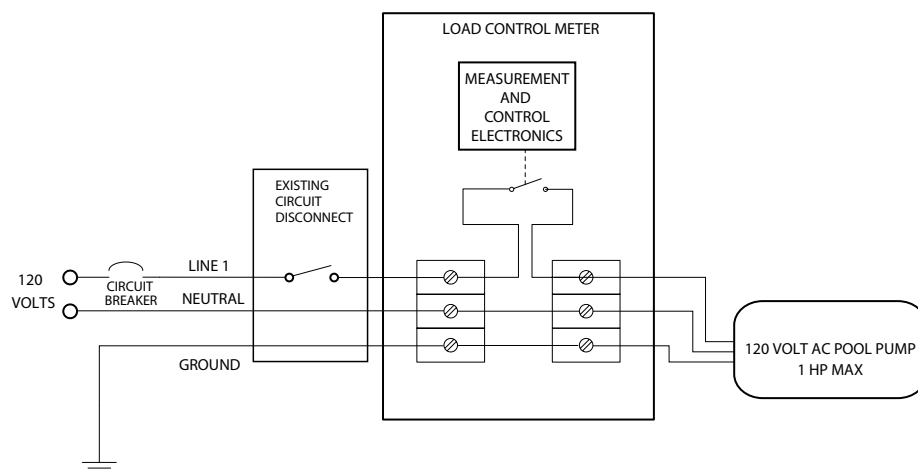 LOAD CONTROL METER
MEASUREMENT
AND
CONTROL
ELECTRONICS
EXISTING
CIRCUIT
DISCONNECT
120
VOLTS
CIRCUIT
BREAKER
LINE 1
NEUTRAL
GROUND
120 VOLT AC POOL PUMP
1 HP MAX